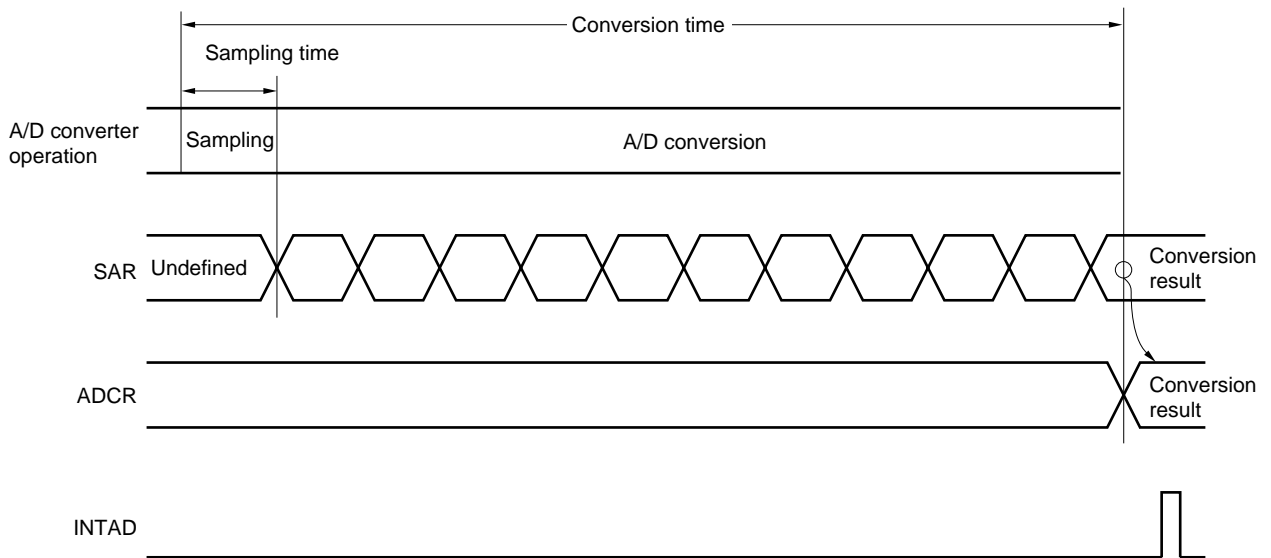 Conversion time
Sampling time
A/D converter
operation
Sampling
A/D conversion
SAR
Undefined
Conversion
result
ADCR
Conversion
result
INTAD